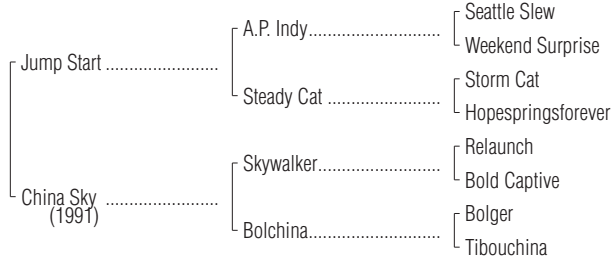 Seattle Slew
A.P. Indy..............................
Weekend Surprise
Jump Start ..........................
Storm Cat
Steady Cat ..........................
Hopespringsforever
Relaunch
Skywalker............................
Bold Captive
China Sky ..........................
(1991)
Bolger
Bolchina..............................
Tibouchina